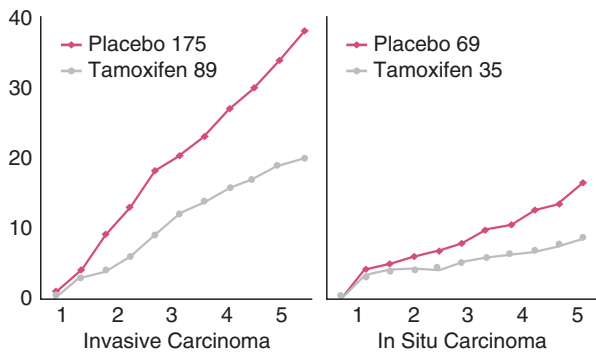 40
30
20
10
0
Placebo 175
Tamoxifen 89
1 2 3 4 5
Invasive Carcinoma
Placebo 69
Tamoxifen 35
1 2 3 4 5
In Situ Carcinoma